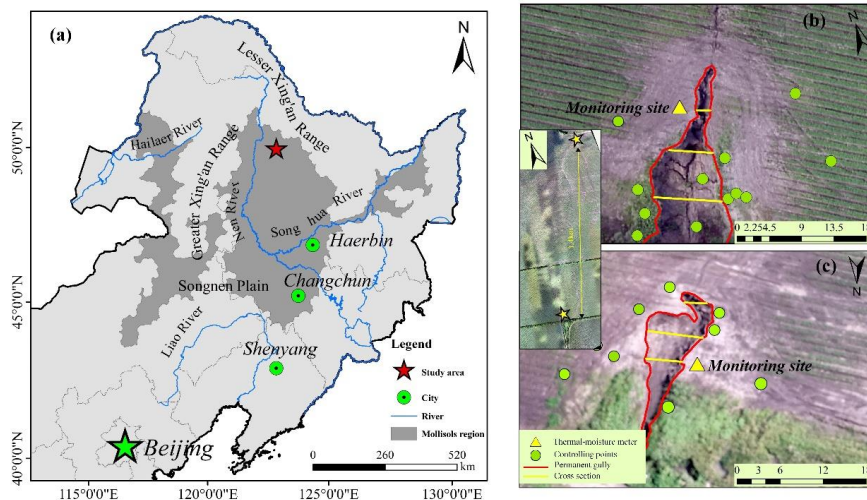 (a)
N
Lesser Xing'an Range
Hailaer River
Greater Xing'an Range
Nen River
Song hua River
Haerbin
Changchun
Songnen Plain
Liao River
Shenyang
Beijing
Legend
Study area
City
River
Mollisols region
0 260 520
km
50°0'0"N
45°0'0"N
40°0'0"N
115°0'0"E 120°0'0"E 125°0'0"E 130°0'0"E
(b)
N
Monitoring site
0 2.25 4.5 9 13.5 18
N
(c)
N
Monitoring site
Thermal-moisture meter
Controlling points
Permanent gully
Cross section
0 3 6 12 18